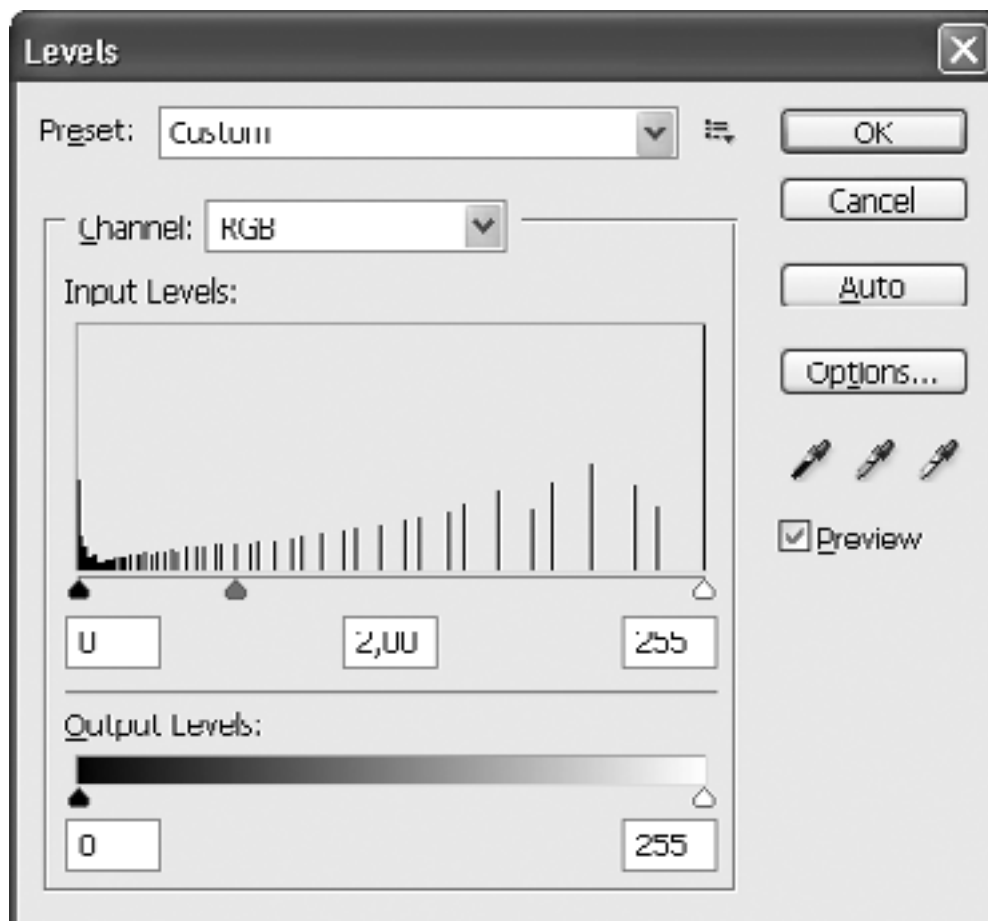 Levels
Preset: Custom
OK
Cancel
Channel: RGB
Auto
Input Levels:
Options...
Preview
0 2,00 255
Output Levels:
0 255